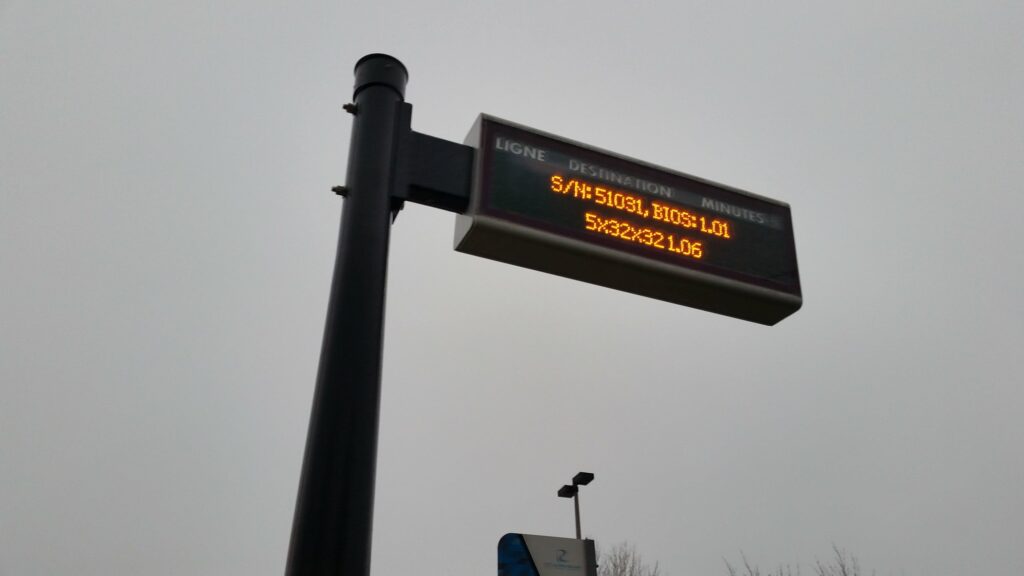 LIGNE DESTINATION MINUTES
S/N: 51031, BIOS: 1.01
5x32x32 1.06